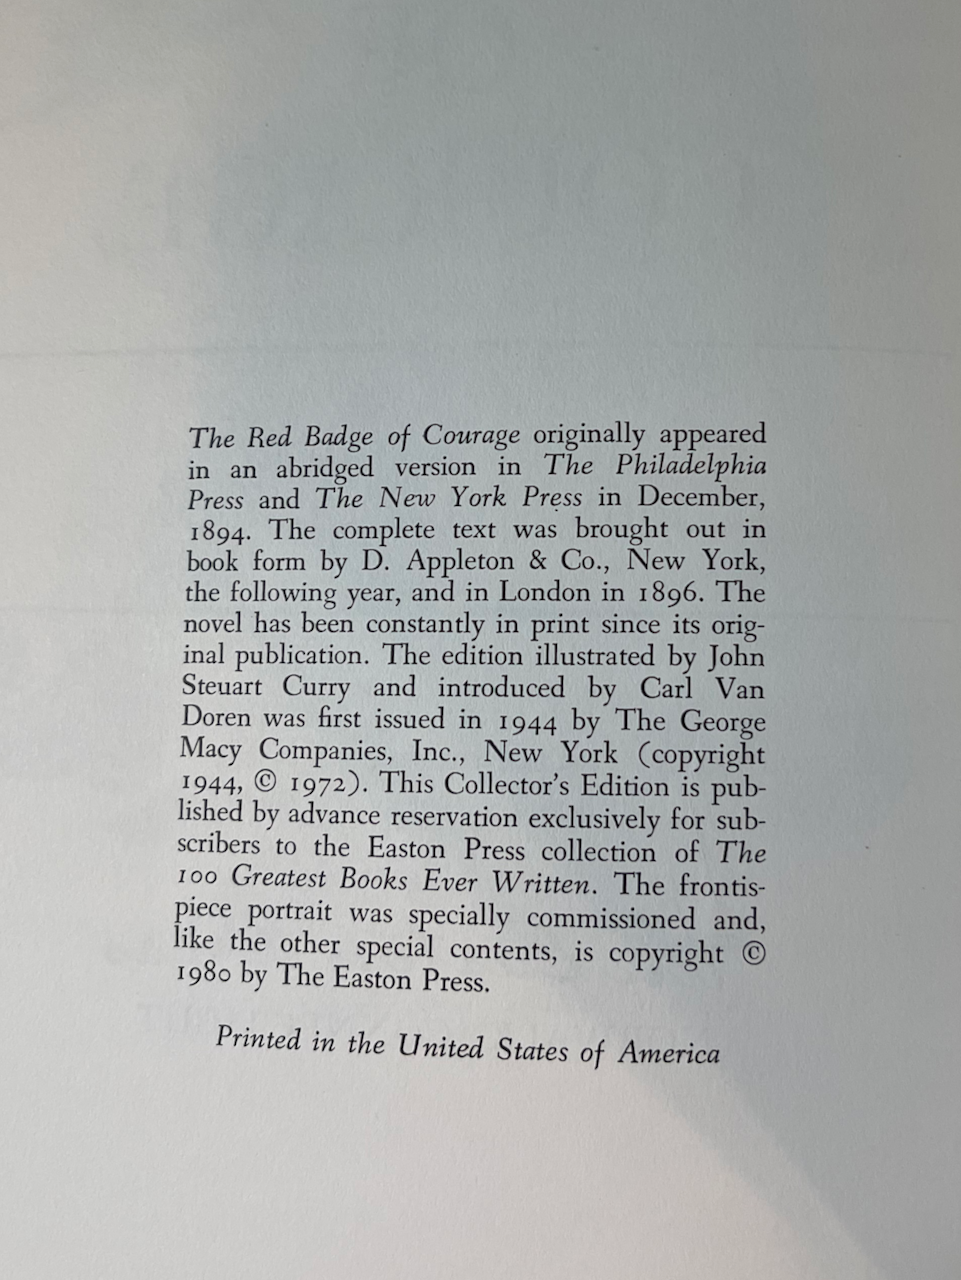 The Red Badge of Courage originally appeared
in an abridged version in The Philadelphia
Press and The New York Press in December,
1894. The complete text was brought out in
book form by D. Appleton & Co., New York,
the following year, and in London in 1896. The
novel has been constantly in print since its orig-
inal publication. The edition illustrated by John
Steuart Curry and introduced by Carl Van
Doren was first issued in 1944 by The George
Macy Companies, Inc., New York (copyright
1944, © 1972). This Collector's Edition is pub-
lished by advance reservation exclusively for sub-
scribers to the Easton Press collection of The
100 Greatest Books Ever Written. The frontis-
piece portrait was specially commissioned and,
like the other special contents, is copyright ©
1980 by The Easton Press.
Printed in the United States of America